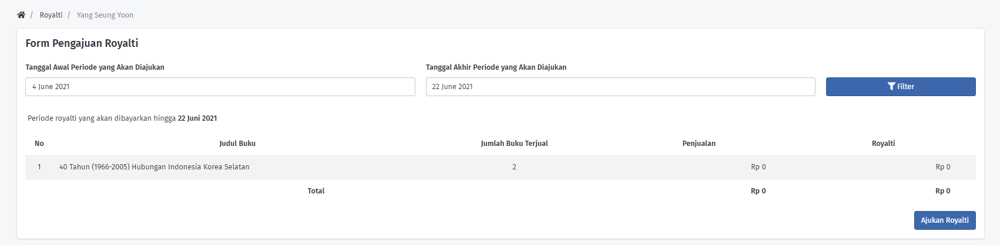 / Royalti / Yang Seung Yoon
Form Pengajuan Royalti
Tanggal Awal Periode yang Akan Diajukan Tanggal Akhir Periode yang Akan Diajukan
4 June 2021 22 June 2021 Filter
Periode royalti yang akan dibayarkan hingga 22 Juni 2021
No Judul Buku Jumlah Buku Terjual Penjualan Royalti
1 40 Tahun (1966-2005) Hubungan Indonesia Korea Selatan 2 Rp 0 Rp 0
Total Rp 0 Rp 0
Ajukan Royalti